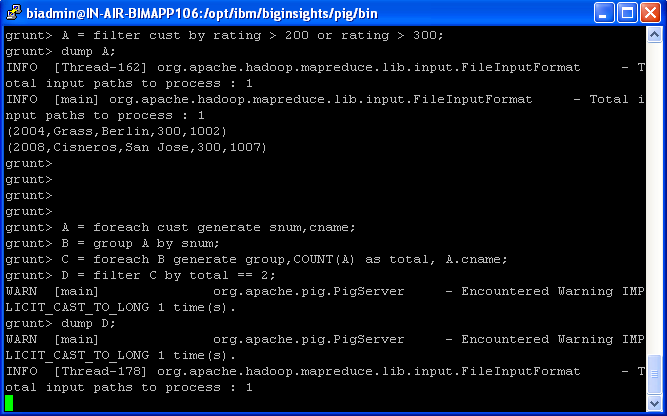 biadmin@IN-AIR-BIMAPP106:/opt/ibm/biginsights/pig/bin
grunt> A = filter cust by rating > 200 or rating > 300;
grunt> dump A;
INFO  [Thread-162] org.apache.hadoop.mapreduce.lib.input.FileInputFormat     - T
otal input paths to process : 1
INFO  [main] org.apache.hadoop.mapreduce.lib.input.FileInputFormat     - Total i
nput paths to process : 1
(2004,Grass,Berlin,300,1002)
(2008,Cisneros,San Jose,300,1007)
grunt>
grunt>
grunt>
grunt>
grunt> A = foreach cust generate snum,cname;
grunt> B = group A by snum;
grunt> C = foreach B generate group,COUNT(A) as total, A.cname;
grunt> D = filter C by total == 2;
WARN  [main]              org.apache.pig.PigServer     - Encountered Warning IMP
LICIT_CAST_TO_LONG 1 time(s).
grunt> dump D;
WARN  [main]              org.apache.pig.PigServer     - Encountered Warning IMP
LICIT_CAST_TO_LONG 1 time(s).
INFO  [Thread-178] org.apache.hadoop.mapreduce.lib.input.FileInputFormat     - T
otal input paths to process : 1